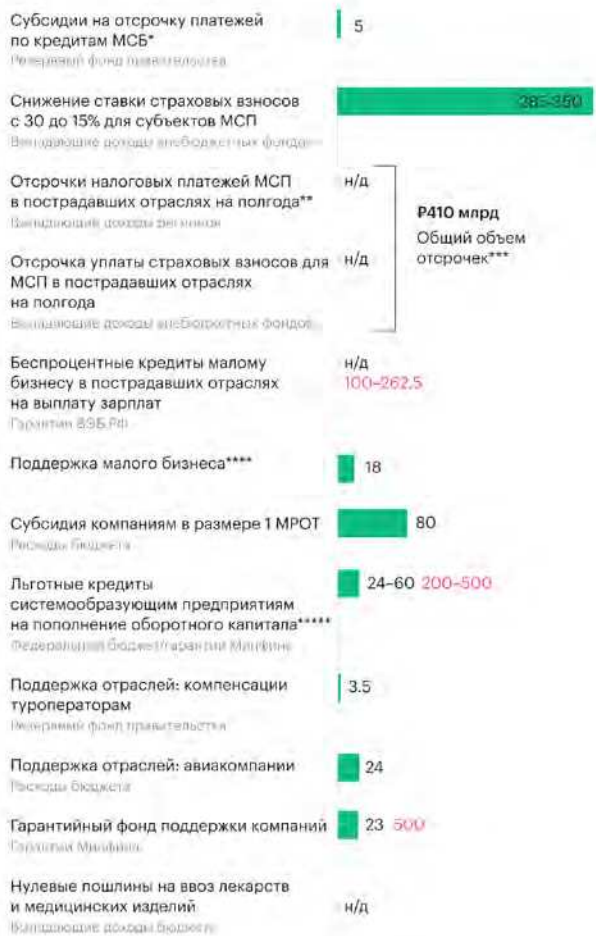 Субсидии на отсрочку платежей
по кредитам МСБ*
Резервный фонд правительства
5
Снижение ставки страховых взносов
с 30 до 15% для субъектов МСП
Выпадающие доходы внебюджетных фондов
285–350
Отсрочки налоговых платежей МСП
в пострадавших отраслях на полгода**
Выпадающие доходы регионов
н/д
Отсрочка уплаты страховых взносов для
МСП в пострадавших отраслях
на полгода
Выпадающие доходы внебюджетных фондов
н/д
₽410 млрд
Общий объем
отсрочек***
Беспроцентные кредиты малому
бизнесу в пострадавших отраслях
на выплату зарплат
Гарантии ВЭБ.РФ
н/д
100–262.5
Поддержка малого бизнеса****
18
Субсидия компаниям в размере 1 МРОТ
Расходы бюджета
80
Льготные кредиты
системообразующим предприятиям
на пополнение оборотного капитала*****
Федеральный бюджет/гарантии Минфина
24–60 200–500
Поддержка отраслей: компенсации
туроператорам
Резервный фонд правительства
3.5
Поддержка отраслей: авиакомпании
Расходы бюджета
24
Гарантийный фонд поддержки компаний
Гарантии Минфина
23 500
Нулевые пошлины на ввоз лекарств
и медицинских изделий
Выпадающие доходы бюджета
н/д